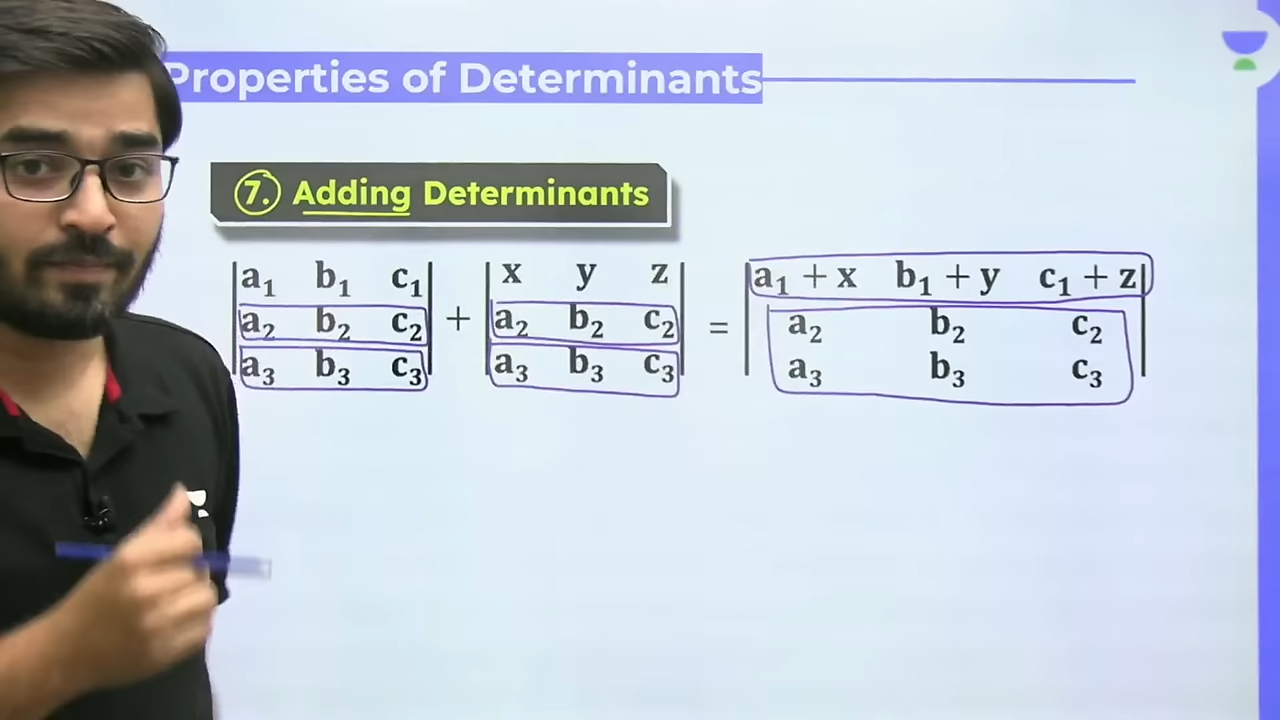 Properties of Determinants
7. Adding Determinants
|a₁ b₁ c₁| + |x y z| = |a₁ + x b₁ + y c₁ + z|
|a₂ b₂ c₂| |a₂ b₂ c₂| |a₂ b₂ c₂|
|a₃ b₃ c₃| |a₃ b₃ c₃| |a₃ b₃ c₃|